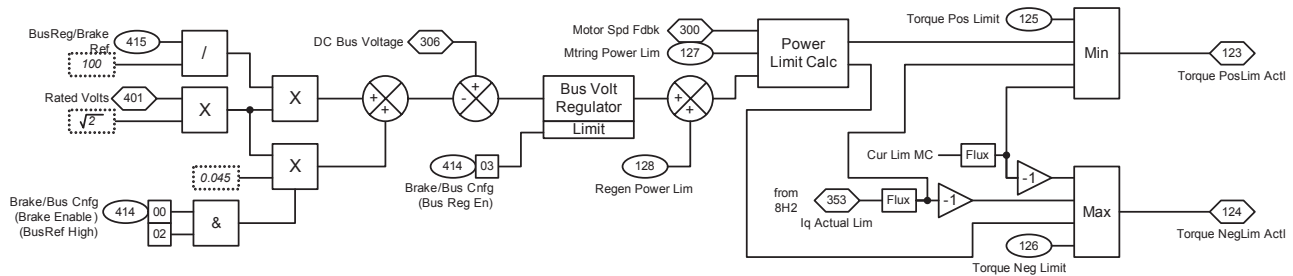 BusReg/Brake
Ref
415
100
/
X
Rated Volts
401
√2
X
X
0.045
Brake/Bus Cnfg
(Brake Enable)
(BusRef High)
414
00
02
&
DC Bus Voltage
306
+
+
+
-
Bus Volt
Regulator
Limit
414
03
Brake/Bus Cnfg
(Bus Reg En)
+
+
128
Regen Power Lim
Motor Spd Fdbk
300
Mtring Power Lim
127
Power
Limit Calc
Torque Pos Limit
125
Min
123
Torque PosLim Actl
Cur Lim MC
Flux
-1
from
8H2
353
Iq Actual Lim
Flux
-1
Max
124
Torque NegLim Actl
126
Torque Neg Limit